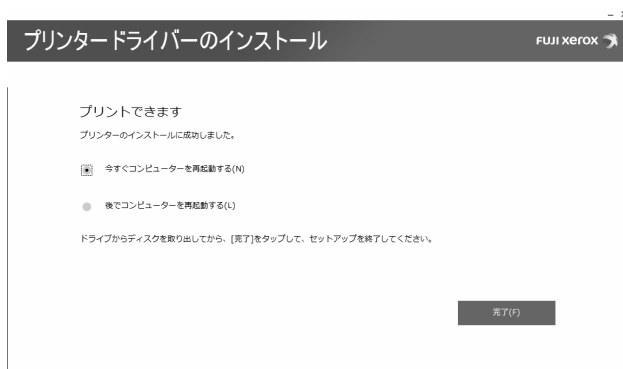 プリンタードライバーのインストール
FUJI xerox
プリントできます
プリンターのインストールに成功しました。
今すぐコンピューターを再起動する(N)
後でコンピューターを再起動する(L)
ドライブからディスクを取り出してから、[完了]をタップして、セットアップを終了してください。
完了(F)